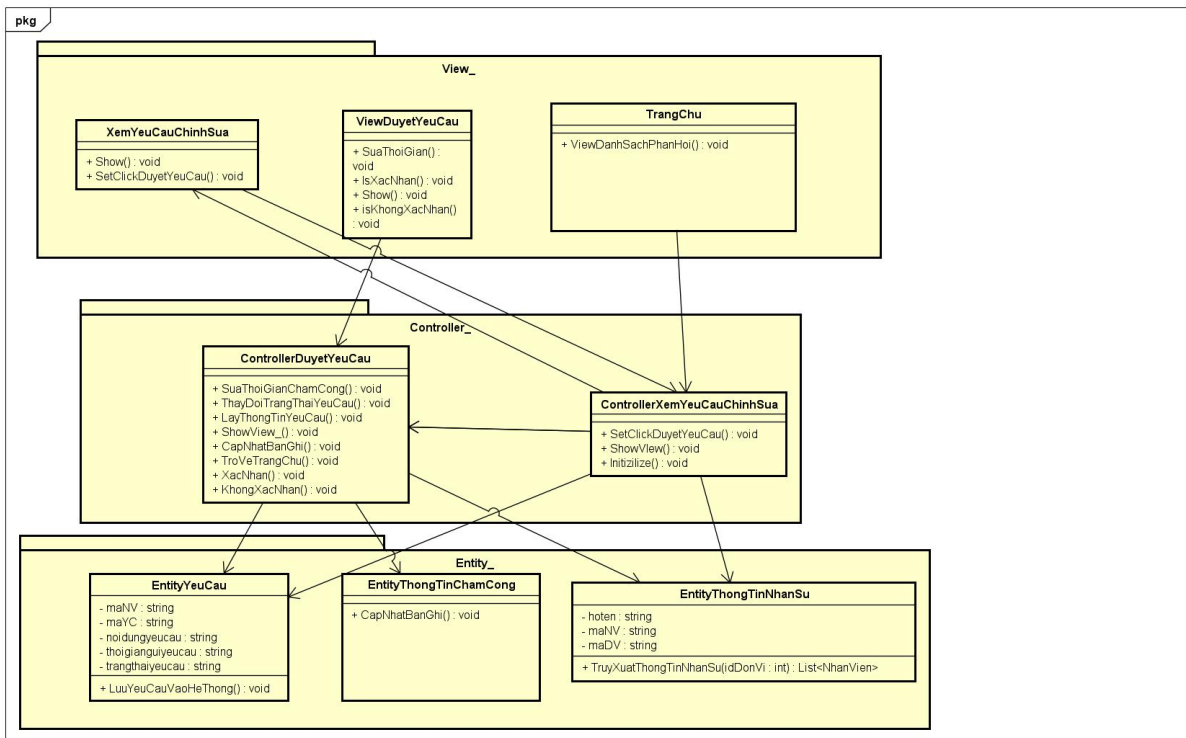 pkg
View_
XemYeuCauChinhSua
+ Show() : void
+ SetClickDuyetYeuCau() : void
ViewDuyetYeuCau
+ SuaThoiGian() :
void
+ IsXacNhan() : void
+ Show() : void
+ isKhongXacNhan()
: void
TrangChu
+ ViewDanhSachPhanHoi() : void
Controller_
ControllerDuyetYeuCau
+ SuaThoiGianChamCong() : void
+ ThayDoiTrangThaiYeuCau() : void
+ LayThongTinYeuCau() : void
+ ShowView_() : void
+ CapNhatBanGhi() : void
+ TroVeTrangChu() : void
+ XacNhan() : void
+ KhongXacNhan() : void
ControllerXemYeuCauChinhSua
+ SetClickDuyetYeuCau() : void
+ ShowVIew() : void
+ Initizilize() : void
Entity_
EntityYeuCau
- maNV : string
- maYC : string
- noidungyeucau : string
- thoigianguiyeucau : string
- trangthaiyeucau : string
+ LuuYeuCauVaoHeThong() : void
EntityThongTinChamCong
+ CapNhatBanGhi() : void
EntityThongTinNhanSu
- hoten : string
- maNV : string
- maDV : string
+ TruyXuatThongTinNhanSu(idDonVi : int) : List<NhanVien>